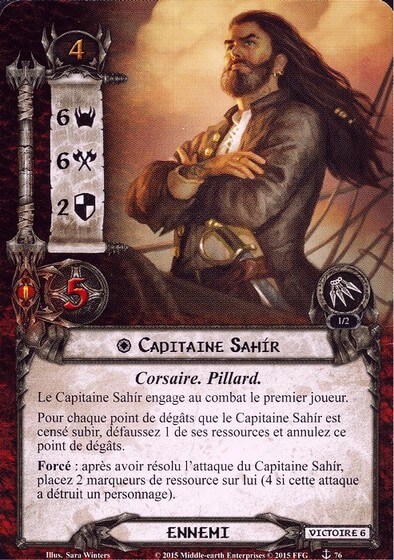 4
6
6
2
5
1/2
Capitaine Sahír
Corsaire. Pillard.
Le Capitaine Sahír engage au combat le premier joueur.
Pour chaque point de dégâts que le Capitaine Sahír est
censé subir, défaussez 1 de ses ressources et annulez ce
point de dégâts.
Forcé : après avoir résolu l'attaque du Capitaine Sahír,
placez 2 marqueurs de ressource sur lui (4 si cette attaque
a détruit un personnage).
ENNEMI
VICTOIRE 6
Illus. Sara Winters © 2015 Middle-earth Enterprises © 2015 FFG 76